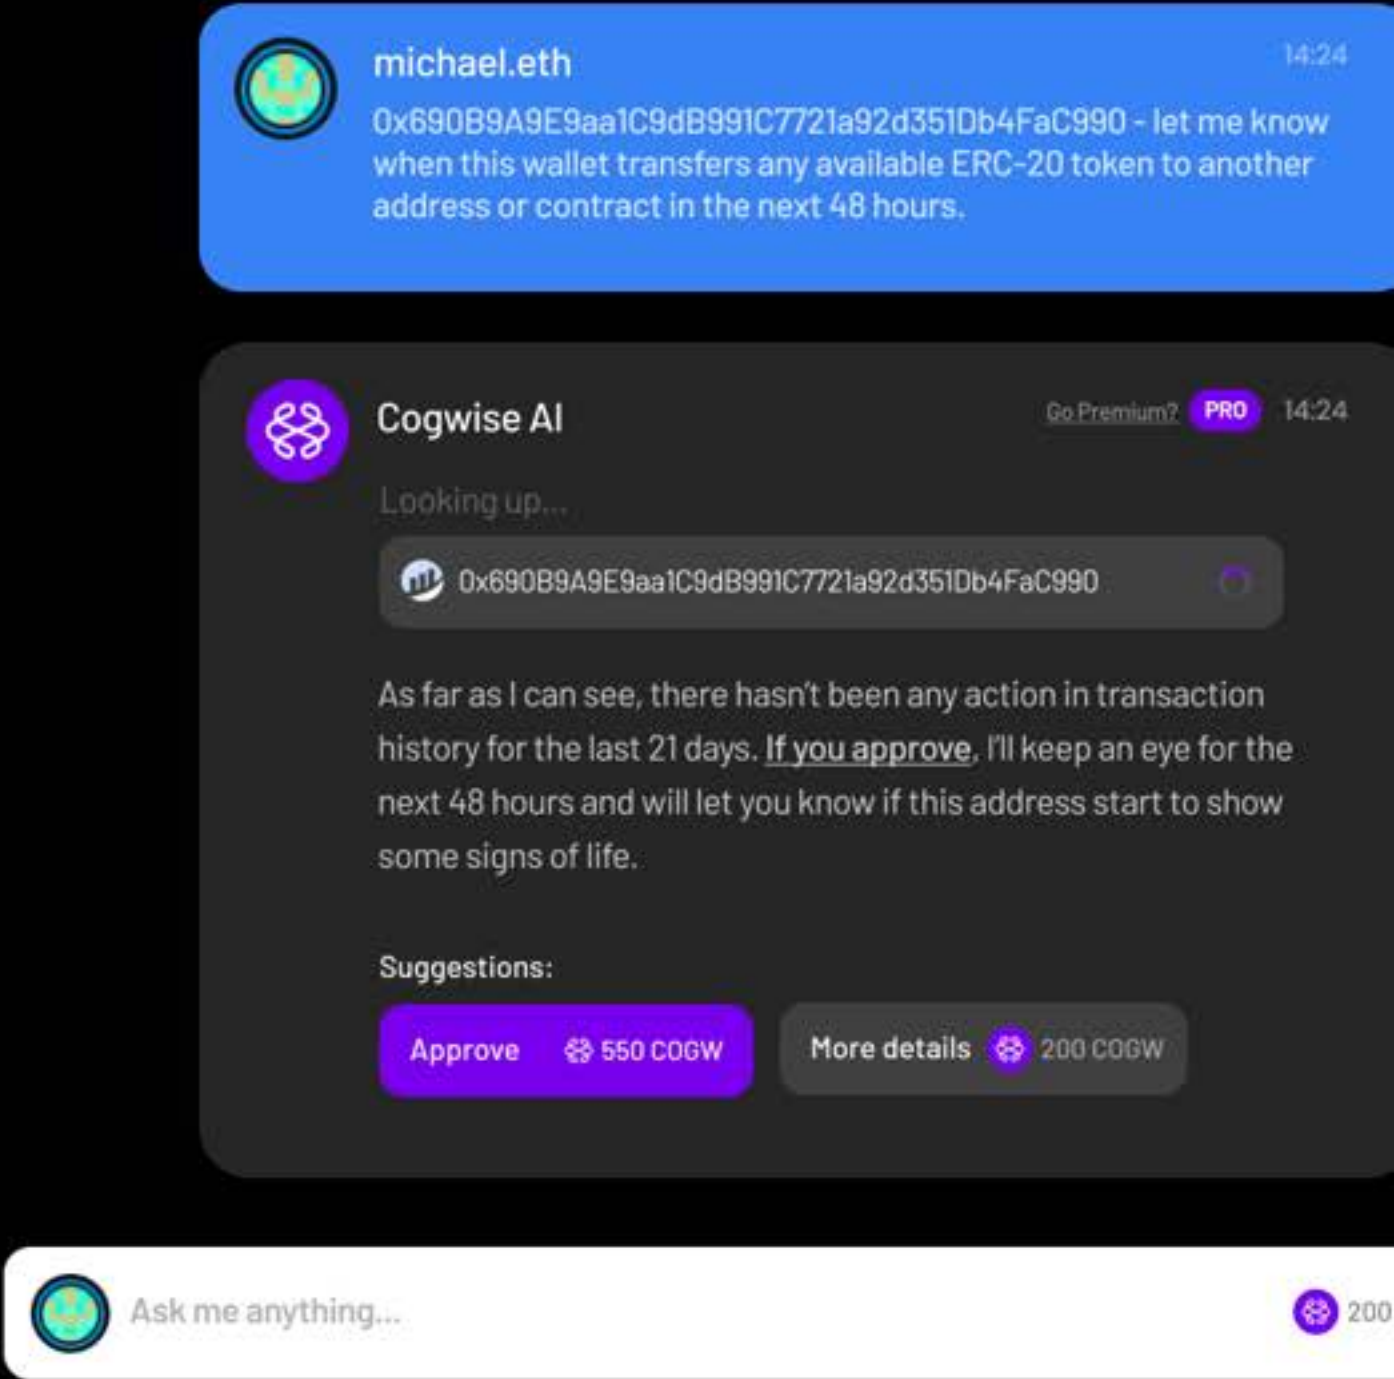 michael.eth
14:24
0x690B9A9E9aa1C9dB991C7721a92d351Db4FaC990 - let me know
when this wallet transfers any available ERC-20 token to another
address or contract in the next 48 hours.
Cogwise AI
Go Premium? PRO 14:24
Looking up...
0x690B9A9E9aa1C9dB991C7721a92d351Db4FaC990
As far as I can see, there hasn't been any action in transaction
history for the last 21 days. If you approve, I'll keep an eye for the
next 48 hours and will let you know if this address start to show
some signs of life.
Suggestions:
Approve 550 COGW
More details 200 COGW
Ask me anything...
200